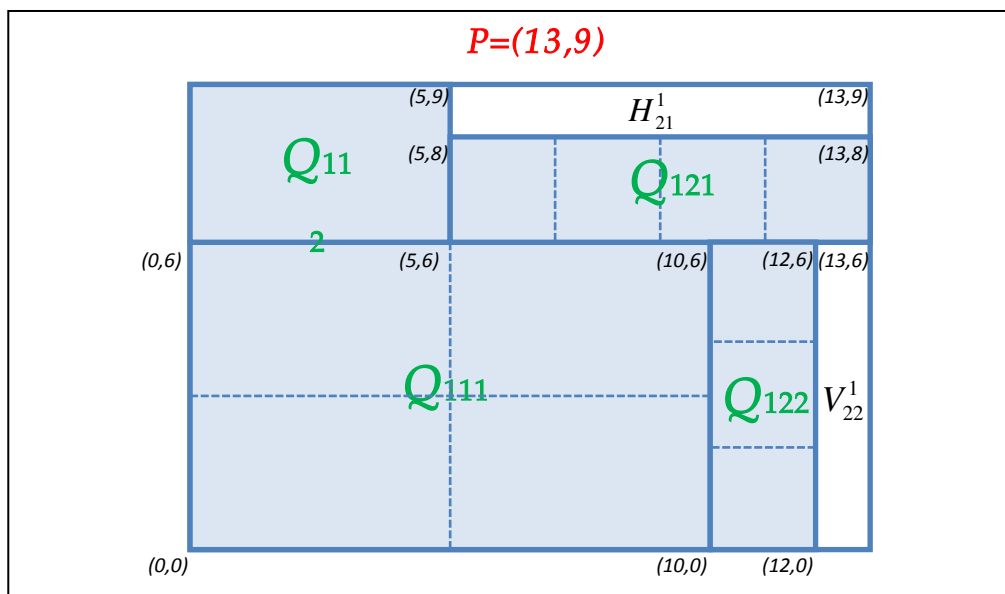 P=(13,9)
(5,9) (13,9)
H¹₂₁
Q₁₁
₂
(5,8) (13,8)
Q₁₂₁
(0,6) (5,6) (10,6) (12,6) (13,6)
Q₁₁₁ Q₁₂₂ V¹₂₂
(0,0) (10,0) (12,0)